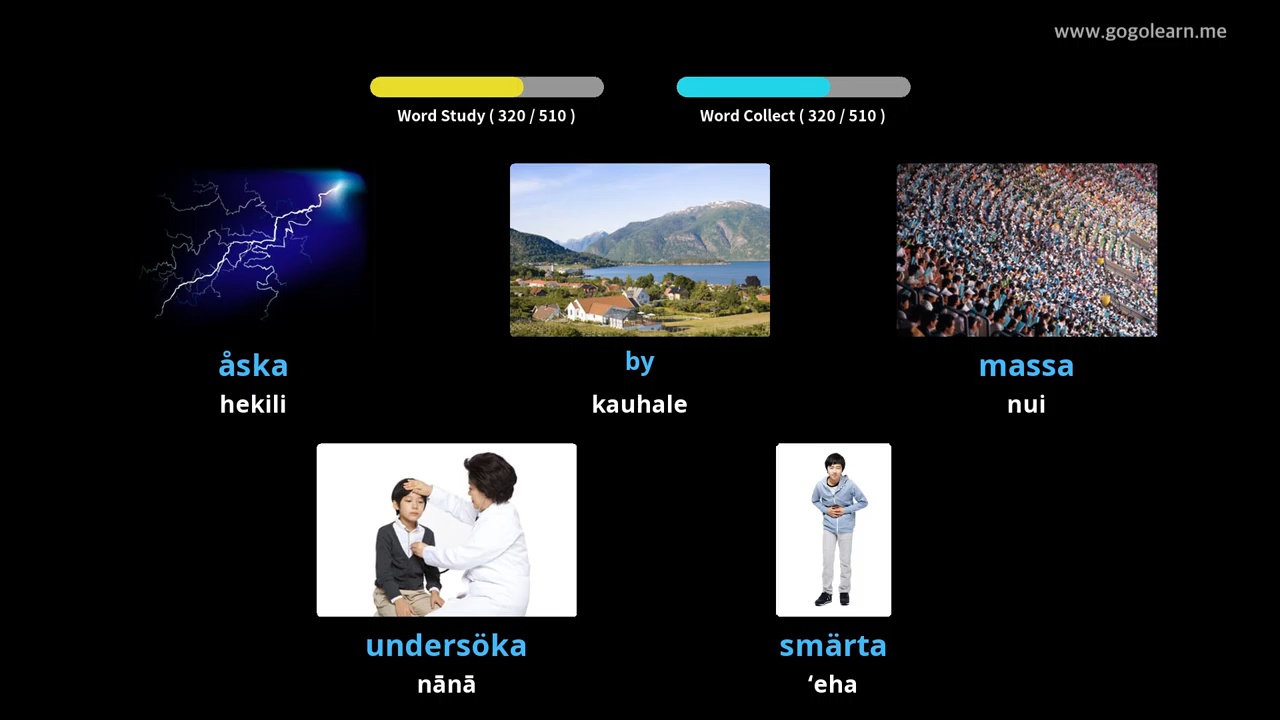 www.gogolearn.me
Word Study ( 320 / 510 )
Word Collect ( 320 / 510 )
åska
hekili
by
kauhale
massa
nui
undersöka
nānā
smärta
ʻeha